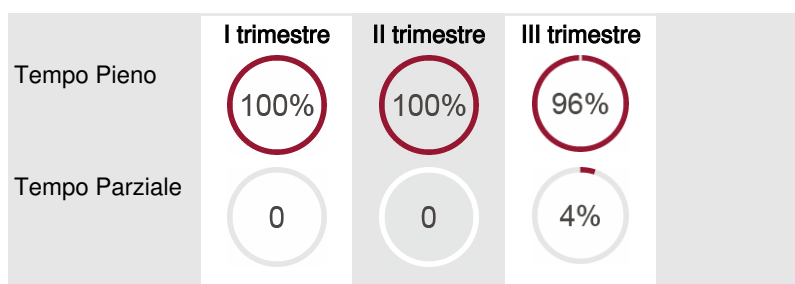 I trimestre II trimestre III trimestre
Tempo Pieno 100% 100% 96%
Tempo Parziale 0 0 4%